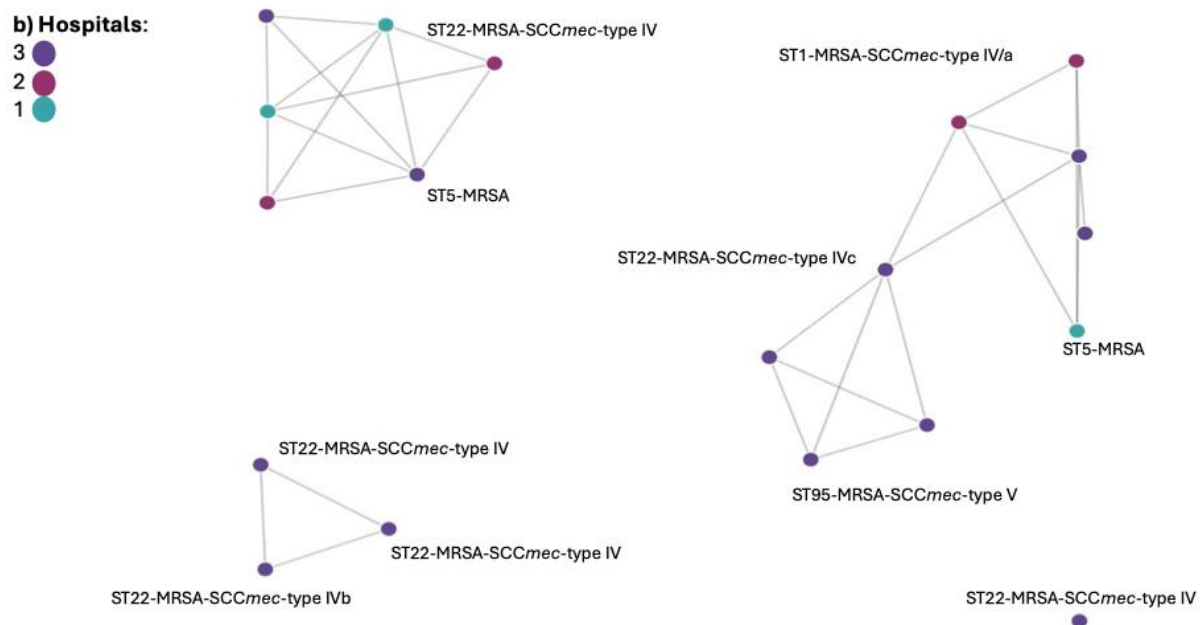 b) Hospitals:
3
2
1
ST22-MRSA-SCCmec-type IV
ST5-MRSA
ST1-MRSA-SCCmec-type IV/a
ST22-MRSA-SCCmec-type IVc
ST5-MRSA
ST95-MRSA-SCCmec-type V
ST22-MRSA-SCCmec-type IV
ST22-MRSA-SCCmec-type IV
ST22-MRSA-SCCmec-type IVb
ST22-MRSA-SCCmec-type IV